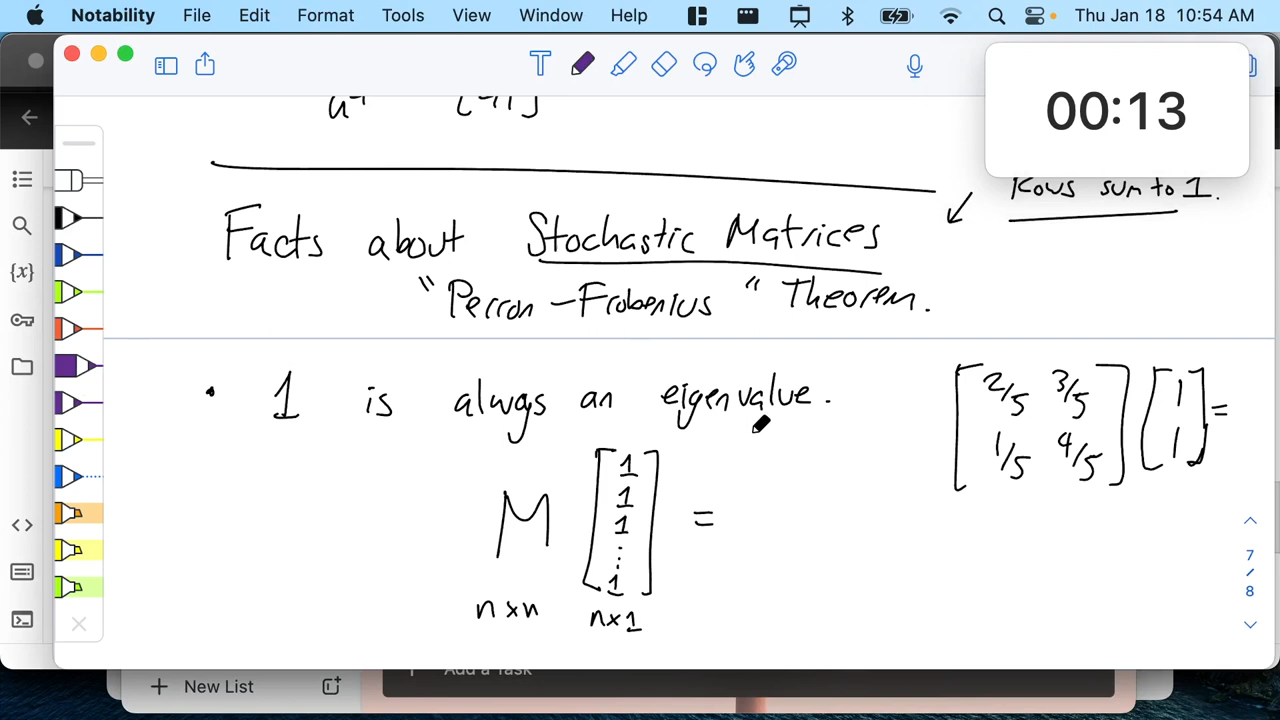 Notability File Edit Format Tools View Window Help Thu Jan 18 10:54 AM
00:13
Rows sum to 1.
Facts about Stochastic Matrices
"Perron-Frobenius" Theorem.
• 1 is always an eigenvalue.
[2/5 3/5] [1] =
[1/5 4/5] [1]
M [1 1 1 ⋮ 1] =
n×n n×1
7
/
8
+ New List
Add a Task